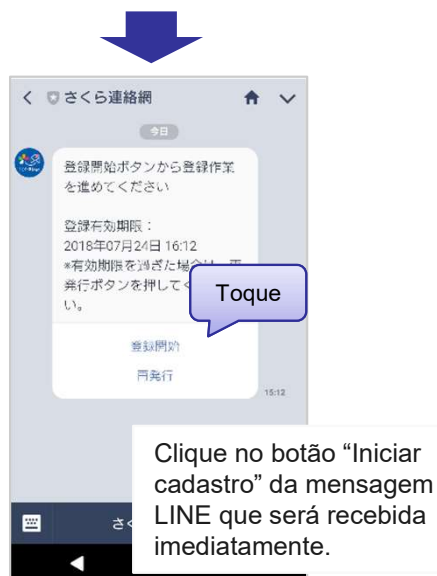 さくら連絡網
今日
登録開始ボタンから登録作業
を進めてください
登録有効期限：
2018年07月24日 16:12
*有効期限を過ぎた場合は、再
発行ボタンを押してく
い。
Toque
登録開始
再発行
15:12
Clique no botão “Iniciar
cadastro” da mensagem
LINE que será recebida
imediatamente.
さく